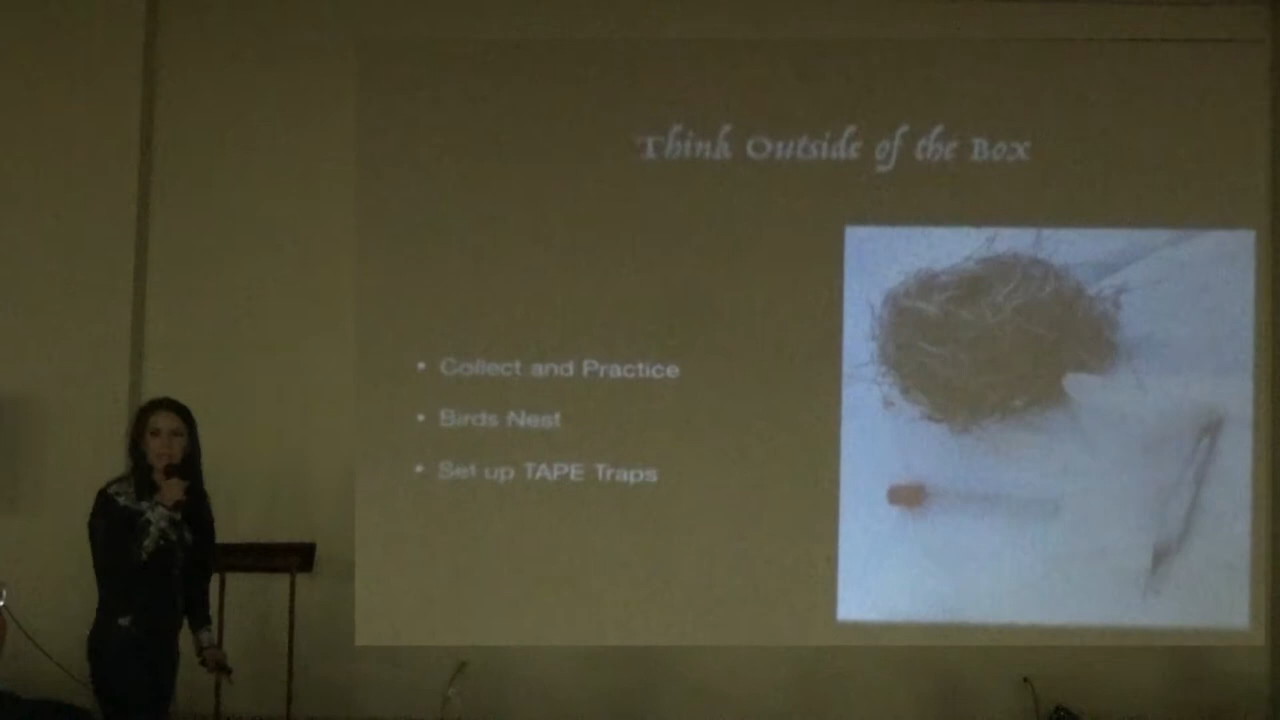 Think Outside of the Box
• Collect and Practice
• Birds Nest
• Set up TAPE Traps